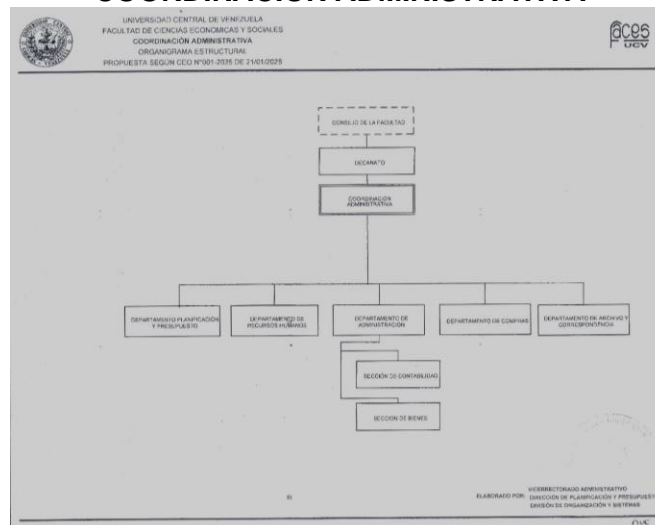 COORDINACIÓN ADMINISTRATIVA
UNIVERSIDAD CENTRAL DE VENEZUELA
FACULTAD DE CIENCIAS ECONÓMICAS Y SOCIALES
COORDINACIÓN ADMINISTRATIVA
ORGANIGRAMA ESTRUCTURAL
PROPUESTA SEGÚN CEO Nº001-2025 DE 21/01/2025
faces
UCV
CONSEJO DE LA FACULTAD
DECANATO
COORDINACIÓN
ADMINISTRATIVA
DEPARTAMENTO PLANIFICACIÓN
Y PRESUPUESTO
DEPARTAMENTO DE
RECURSOS HUMANOS
DEPARTAMENTO DE
ADMINISTRACIÓN
DEPARTAMENTO DE COMPRAS
DEPARTAMENTO DE ARCHIVO Y
CORRESPONDENCIA
SECCIÓN DE CONTABILIDAD
SECCIÓN DE BIENES
VICERRECTORADO ADMINISTRATIVO
ELABORADO POR: DIRECCIÓN DE PLANIFICACIÓN Y PRESUPUEST
DIVISIÓN DE ORGANIZACIÓN Y SISTEMAS